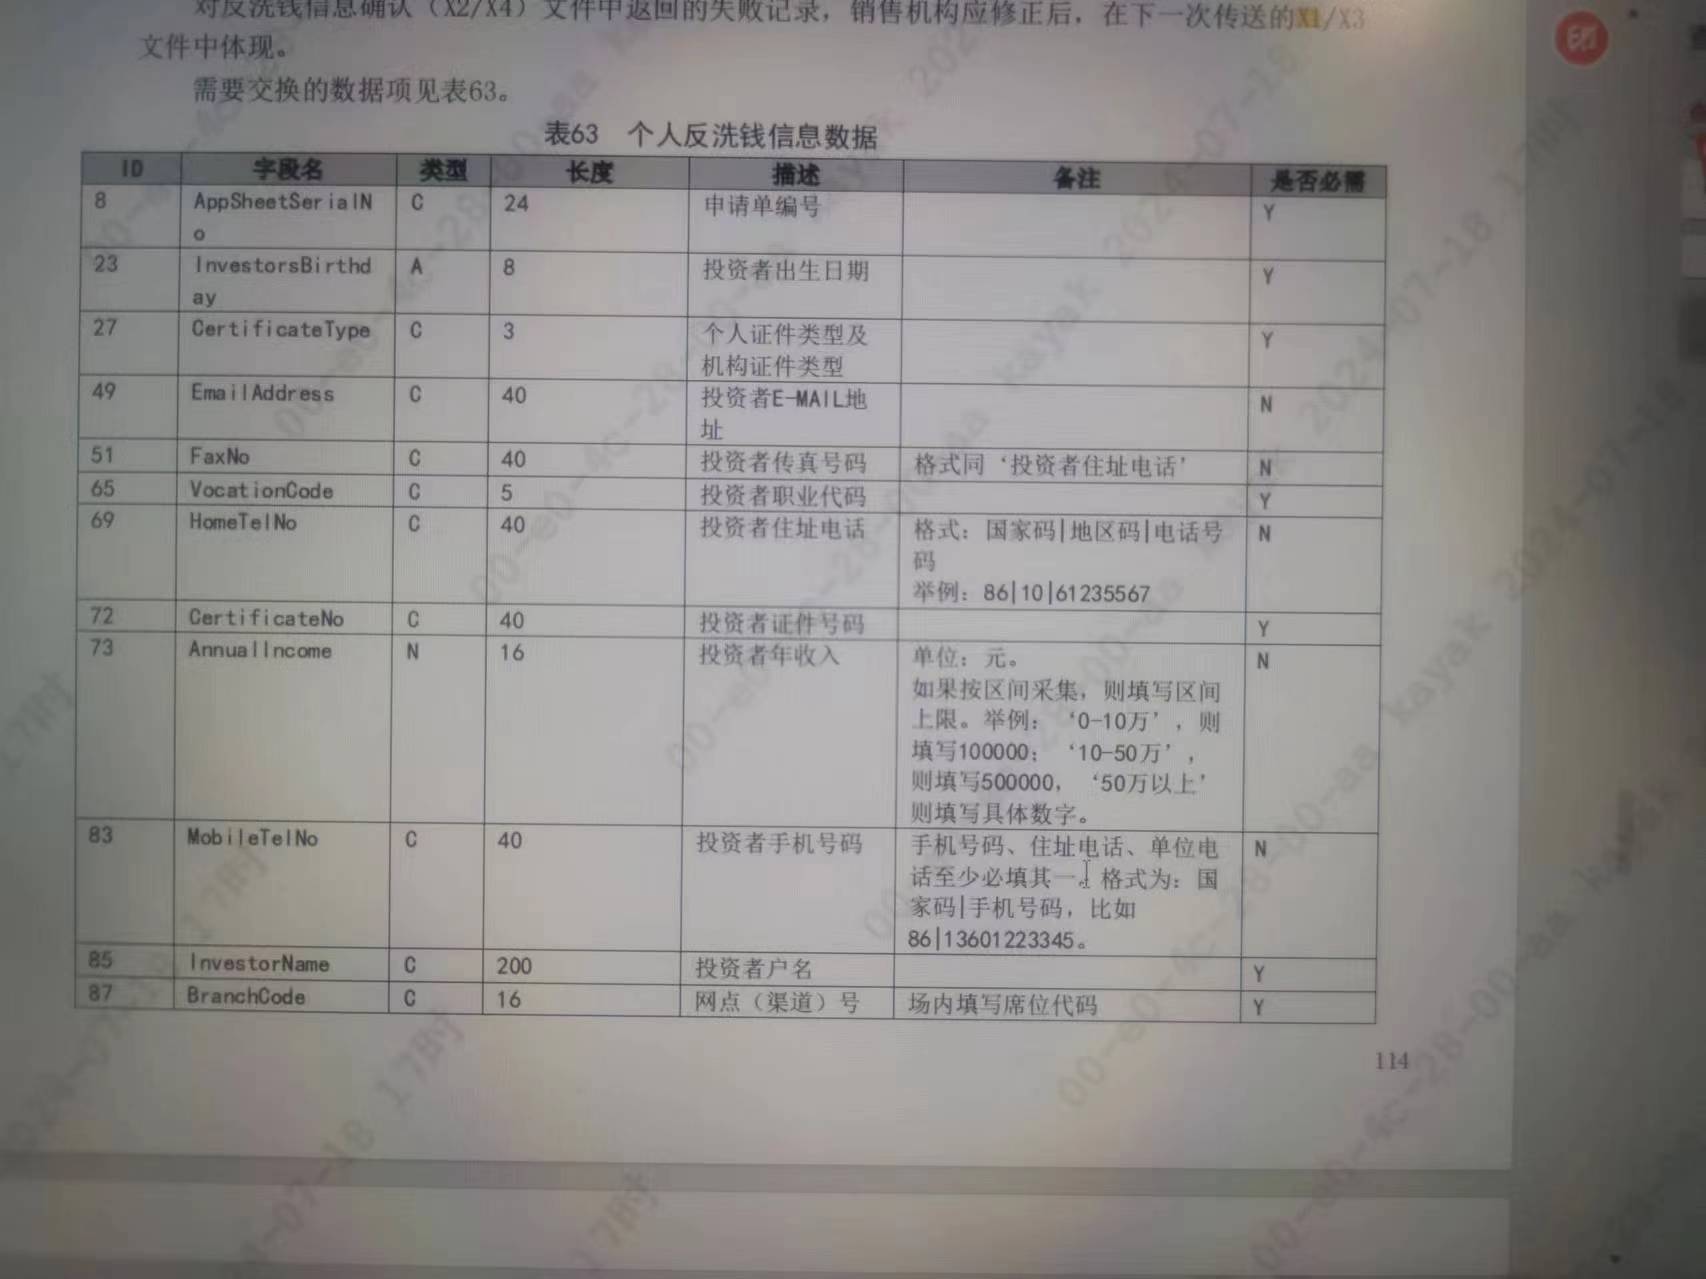 对反洗钱信息确认（X2/X4）文件中返回的失败记录，销售机构应修正后，在下一次传送的X1/X3
文件中体现。
需要交换的数据项见表63。
表63 个人反洗钱信息数据
ID 字段名 类型 长度 描述 备注 是否必需
8 AppSheetSerialN C 24 申请单编号 Y
o
23 InvestorsBirthd A 8 投资者出生日期 Y
ay
27 CertificateType C 3 个人证件类型及 Y
机构证件类型
49 EmailAddress C 40 投资者E-MAIL地 N
址
51 FaxNo C 40 投资者传真号码 格式同‘投资者住址电话’ N
65 VocationCode C 5 投资者职业代码 Y
69 HomeTelNo C 40 投资者住址电话 格式：国家码|地区码|电话号 N
码
举例：86|10|61235567
72 CertificateNo C 40 投资者证件号码 Y
73 AnnualIncome N 16 投资者年收入 单位：元。 N
如果按区间采集，则填写区间
上限。举例：‘0-10万’，则
填写100000；‘10-50万’，
则填写500000，‘50万以上’
则填写具体数字。
83 MobileTelNo C 40 投资者手机号码 手机号码、住址电话、单位电 N
话至少必填其一。格式为：国
家码|手机号码，比如
86|13601223345。
85 InvestorName C 200 投资者户名 Y
87 BranchCode C 16 网点（渠道）号 场内填写席位代码 Y
114